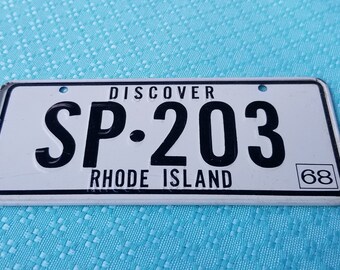 DISCOVER
SP·203
RHODE ISLAND
68